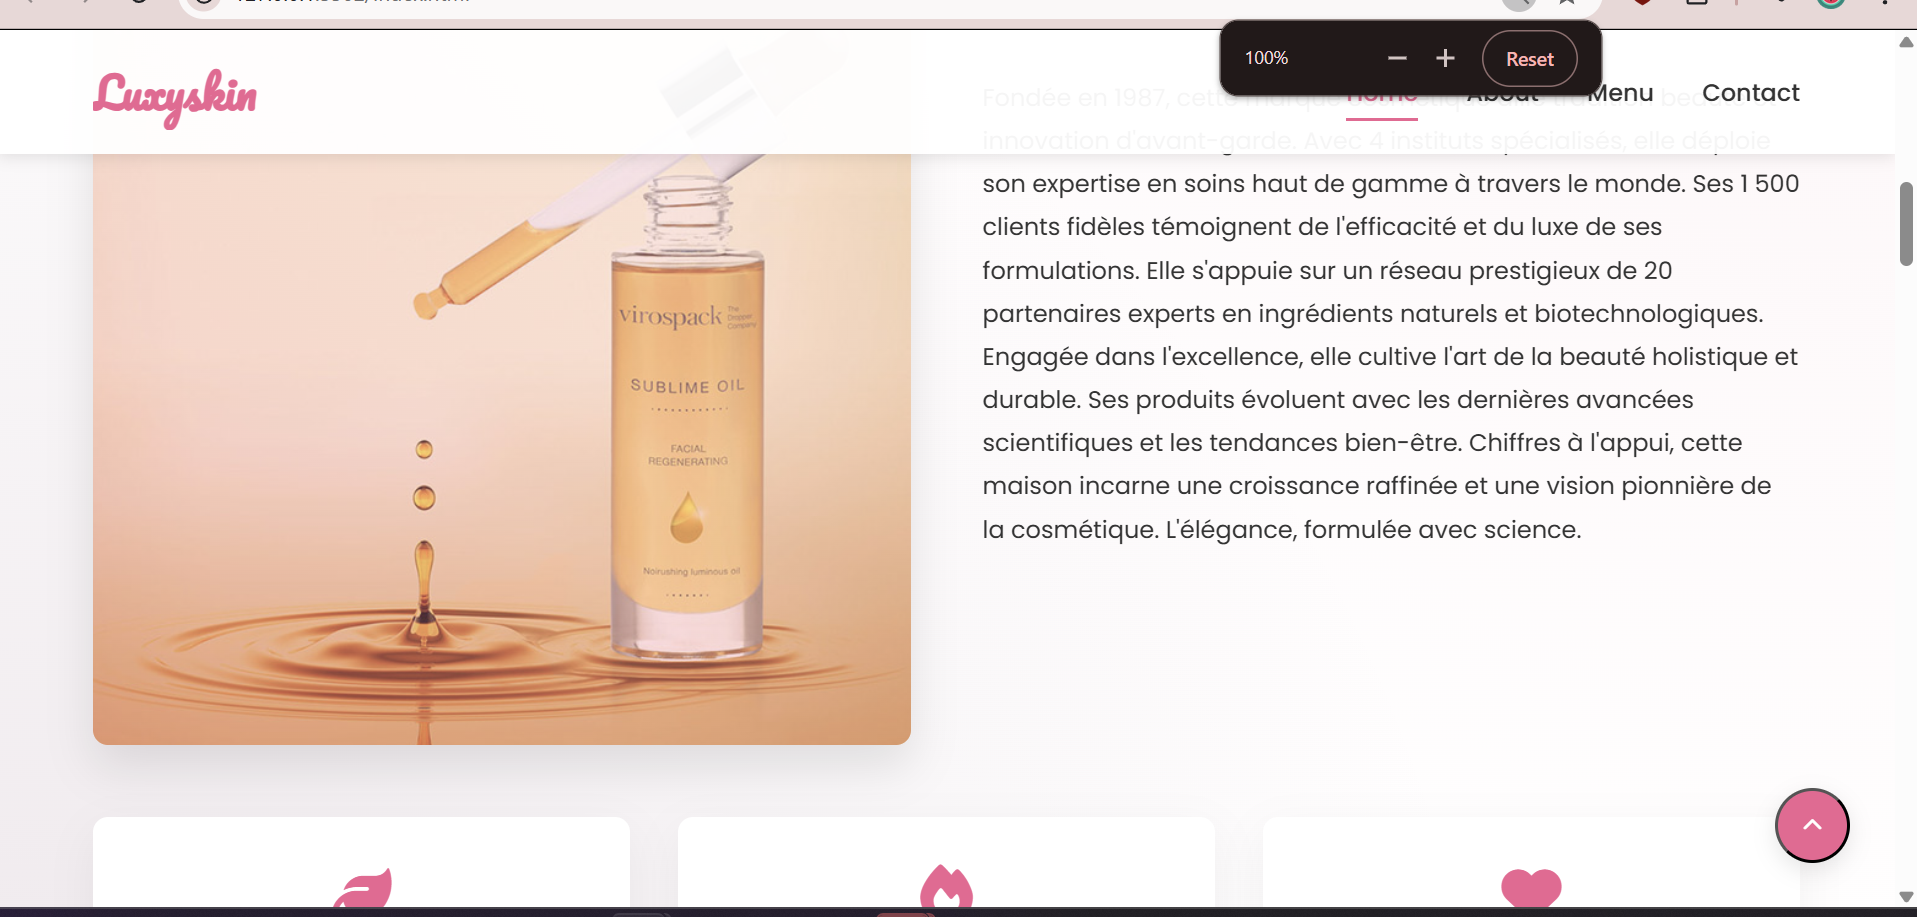 100%
Reset
Luxyskin
Home
About
Menu
Contact
Fondée en 1987, cette marque
innovation d'avant-garde. Avec 4 instituts spécialisés, elle déploie
son expertise en soins haut de gamme à travers le monde. Ses 1 500
clients fidèles témoignent de l'efficacité et du luxe de ses
formulations. Elle s'appuie sur un réseau prestigieux de 20
partenaires experts en ingrédients naturels et biotechnologiques.
Engagée dans l'excellence, elle cultive l'art de la beauté holistique et
durable. Ses produits évoluent avec les dernières avancées
scientifiques et les tendances bien-être. Chiffres à l'appui, cette
maison incarne une croissance raffinée et une vision pionnière de
la cosmétique. L'élégance, formulée avec science.
virospack
The
Dropper
Company
SUBLIME OIL
FACIAL
REGENERATING
Noirushing luminous oil